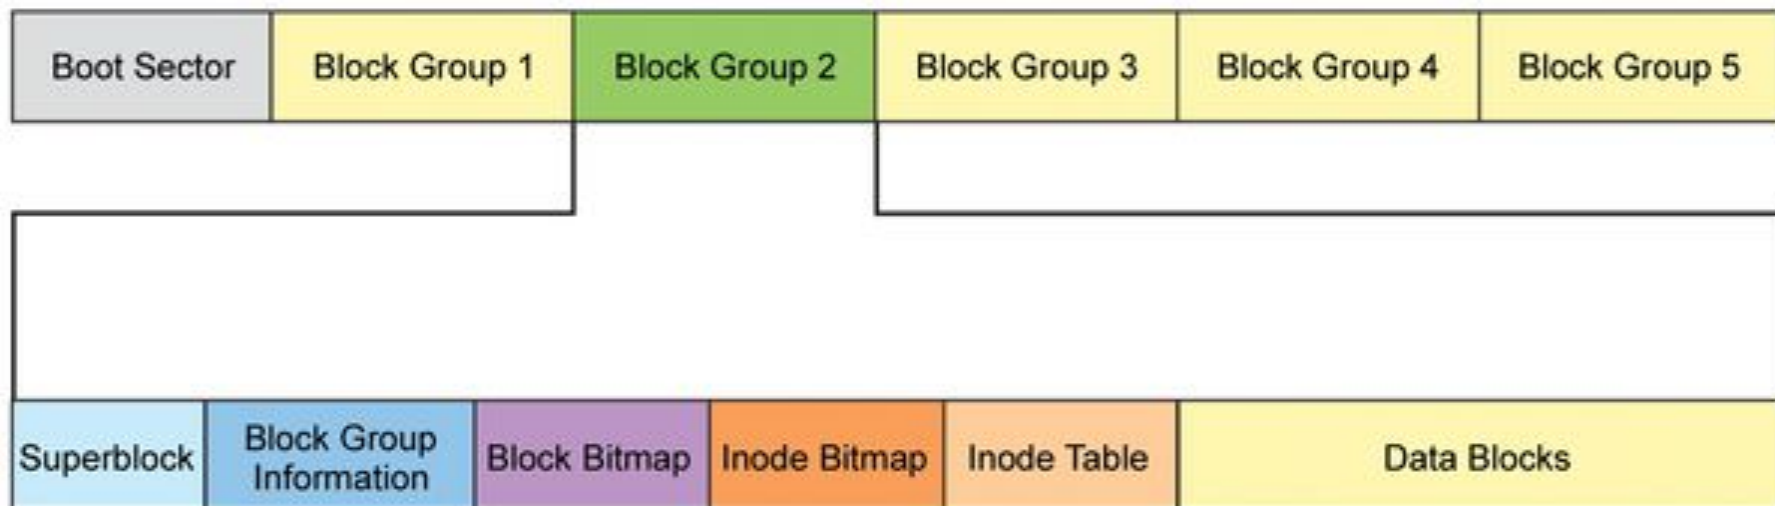 Boot Sector
Block Group 1
Block Group 2
Block Group 3
Block Group 4
Block Group 5
Superblock
Block Group
Information
Block Bitmap
Inode Bitmap
Inode Table
Data Blocks